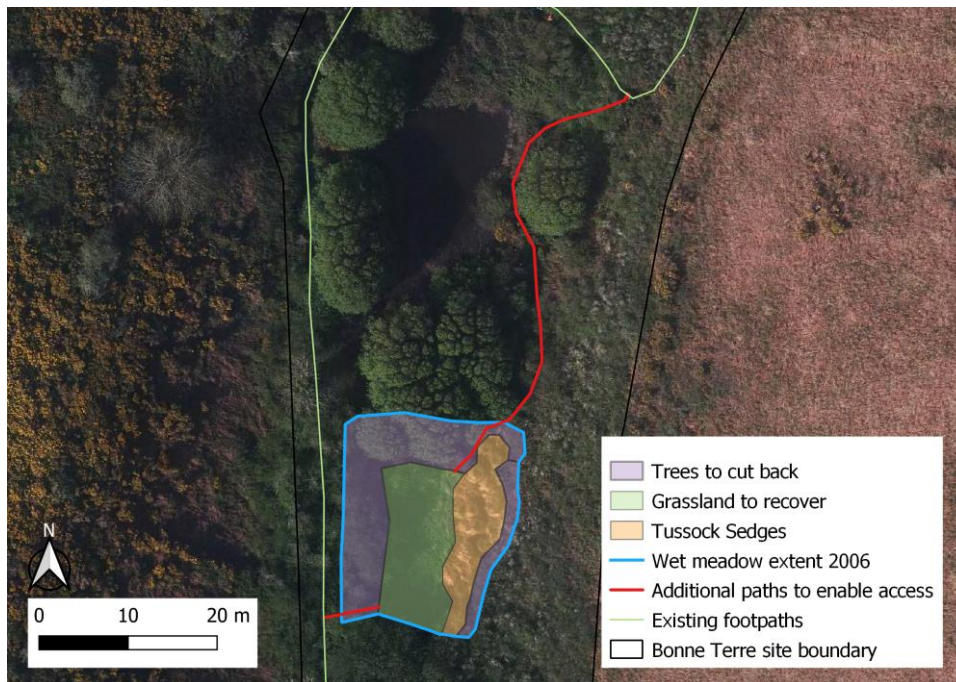 Trees to cut back
Grassland to recover
Tussock Sedges
Wet meadow extent 2006
Additional paths to enable access
Existing footpaths
Bonne Terre site boundary
N
0 10 20 m